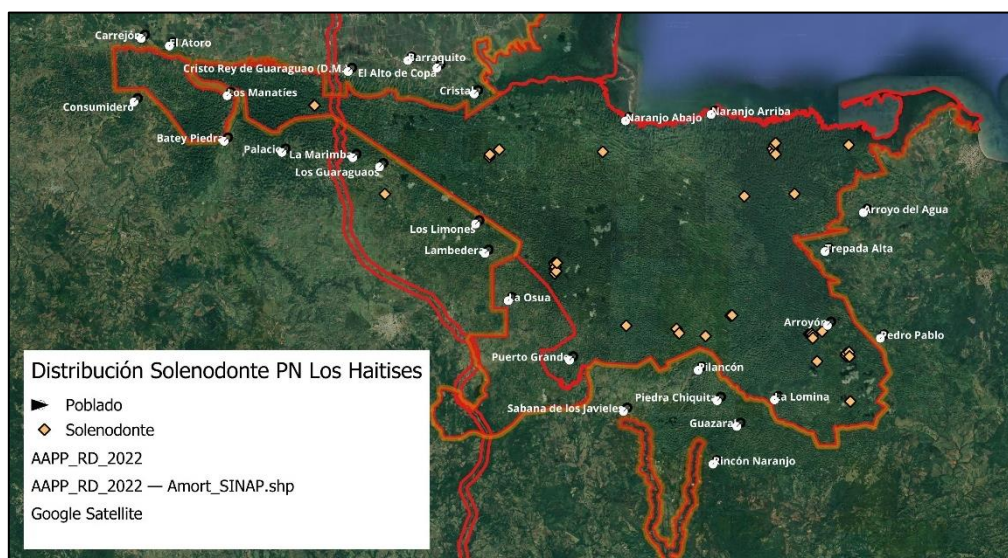 Carrejón
El Atoro
Barraquito
Cristo Rey de Guaraguao (D.M.)
El Alto de Copa
Cristal
Los Manatíes
Consumidero
Naranjo Abajo
Naranjo Arriba
Batey Piedra
Palacio
La Marimba
Los Guaraguaos
Arroyo del Agua
Los Limones
Lambedera
Trepada Alta
La Osua
Arroyón
Pedro Pablo
Puerto Grande
Pilancón
Sabana de los Javieles
Piedra Chiquita
La Lomina
Guazaral
Rincón Naranjo
Distribución Solenodonte PN Los Haitises
Poblado
Solenodonte
AAPP_RD_2022
AAPP_RD_2022 — Amort_SINAP.shp
Google Satellite